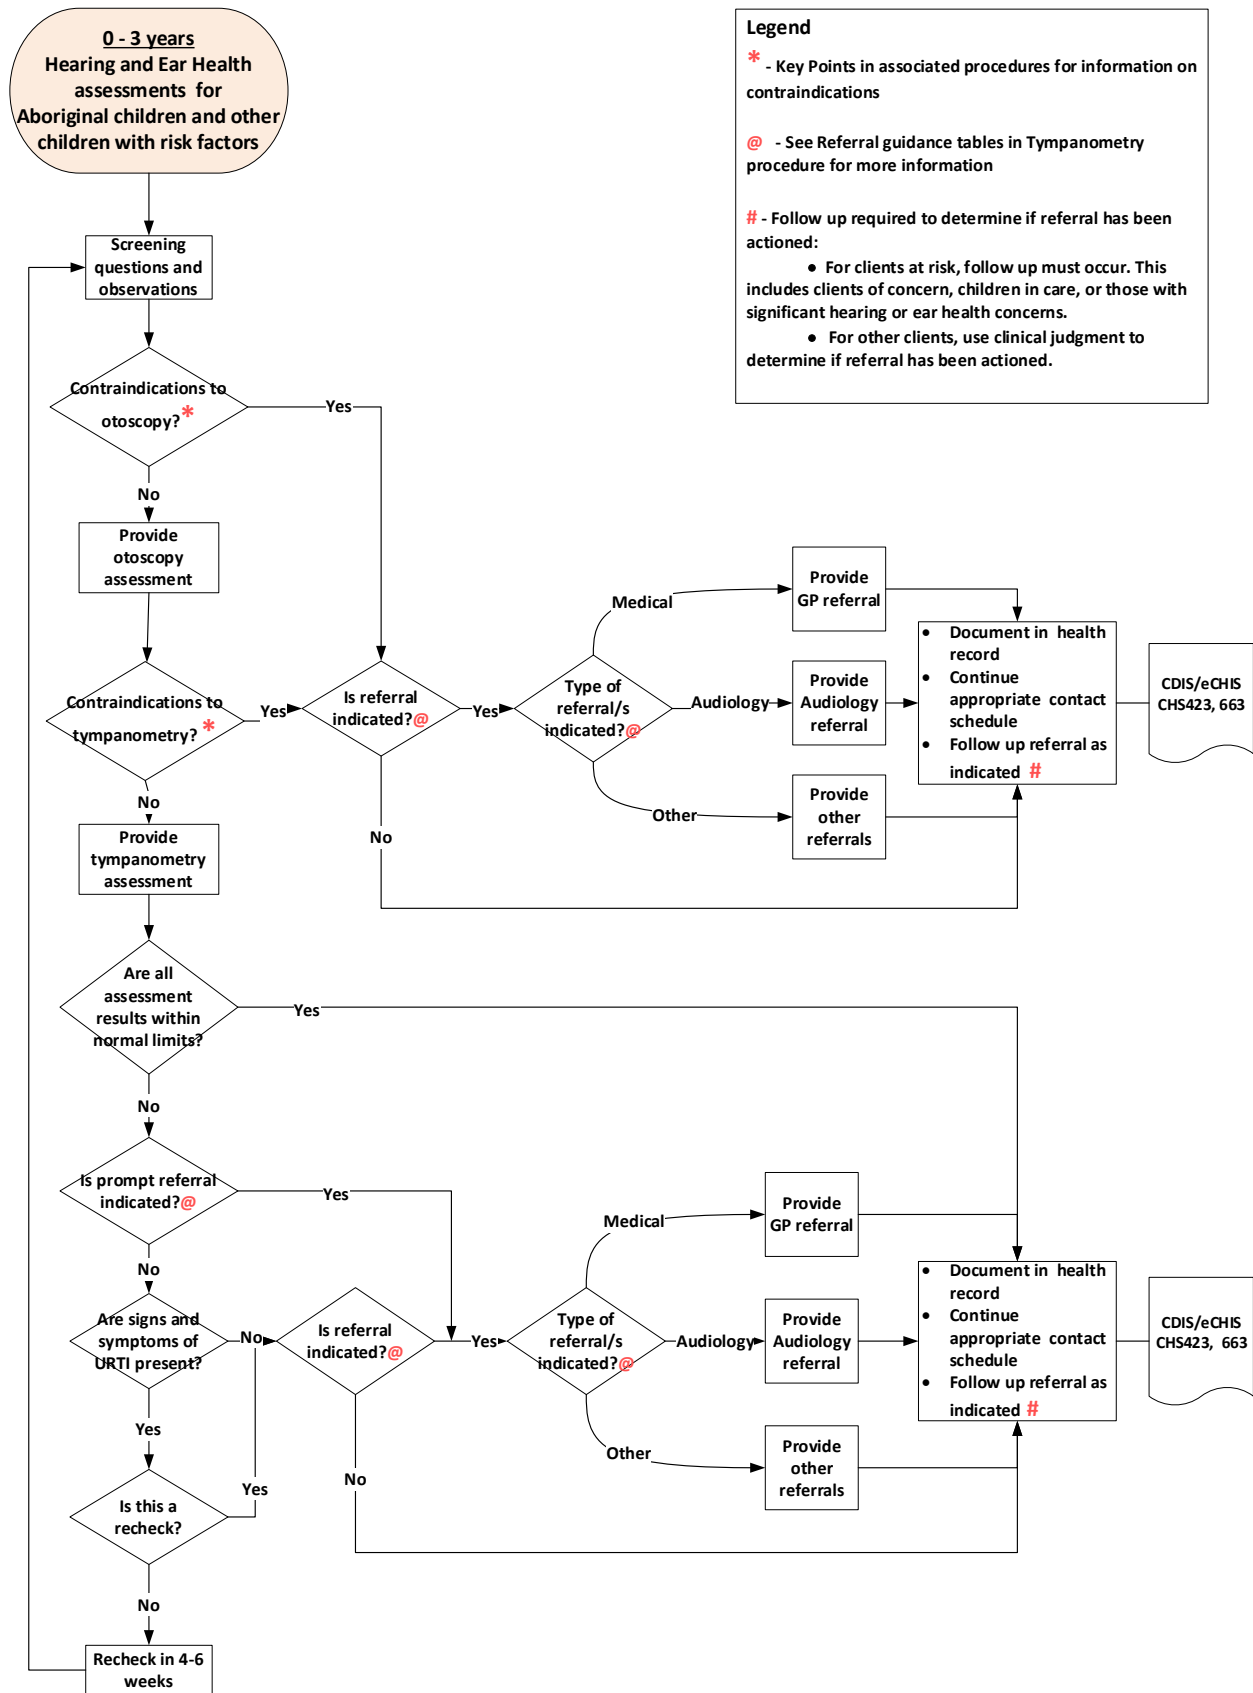 0 - 3 years
Hearing and Ear Health
assessments for
Aboriginal children and other
children with risk factors
Legend
* - Key Points in associated procedures for information on
contraindications
@ - See Referral guidance tables in Tympanometry
procedure for more information
# - Follow up required to determine if referral has been
actioned:
● For clients at risk, follow up must occur. This
includes clients of concern, children in care, or those with
significant hearing or ear health concerns.
● For other clients, use clinical judgment to
determine if referral has been actioned.
Screening
questions and
observations
Contraindications to
otoscopy?*
Yes
No
Provide
otoscopy
assessment
Contraindications to
tympanometry? *
Yes
Is referral
indicated?@
Yes
No
Type of
referral/s
indicated?@
Medical
Audiology
Other
Provide
GP referral
Provide
Audiology
referral
Provide
other
referrals
• Document in health
record
• Continue
appropriate contact
schedule
• Follow up referral as
indicated #
CDIS/eCHIS
CHS423, 663
No
Provide
tympanometry
assessment
Are all
assessment
results within
normal limits?
Yes
No
Is prompt referral
indicated?@
Yes
No
Are signs and
symptoms of
URTI present?
No
Is referral
indicated?@
Yes
No
Type of
referral/s
indicated?@
Medical
Audiology
Other
Provide
GP referral
Provide
Audiology
referral
Provide
other
referrals
• Document in health
record
• Continue
appropriate contact
schedule
• Follow up referral as
indicated #
CDIS/eCHIS
CHS423, 663
Yes
Is this a
recheck?
Yes
No
Recheck in 4-6
weeks